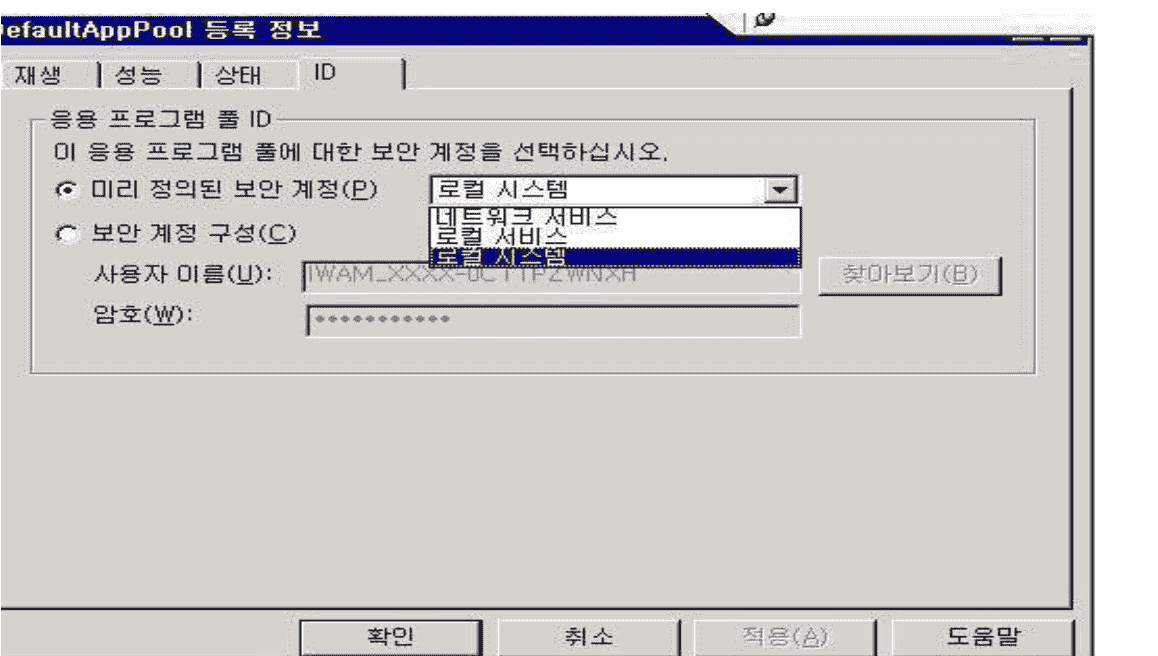 efaultAppPool 등록 정보
재생 성능 상태 ID
응용 프로그램 풀 ID
이 응용 프로그램 풀에 대한 보안 계정을 선택하십시오.
미리 정의된 보안 계정(P) 로컬 시스템
네트워크 서비스
보안 계정 구성(C) 로컬 서비스
로컬 시스템
사용자 이름(U): 찾아보기(B)
암호(W): ***********
확인 취소 적용(A) 도움말